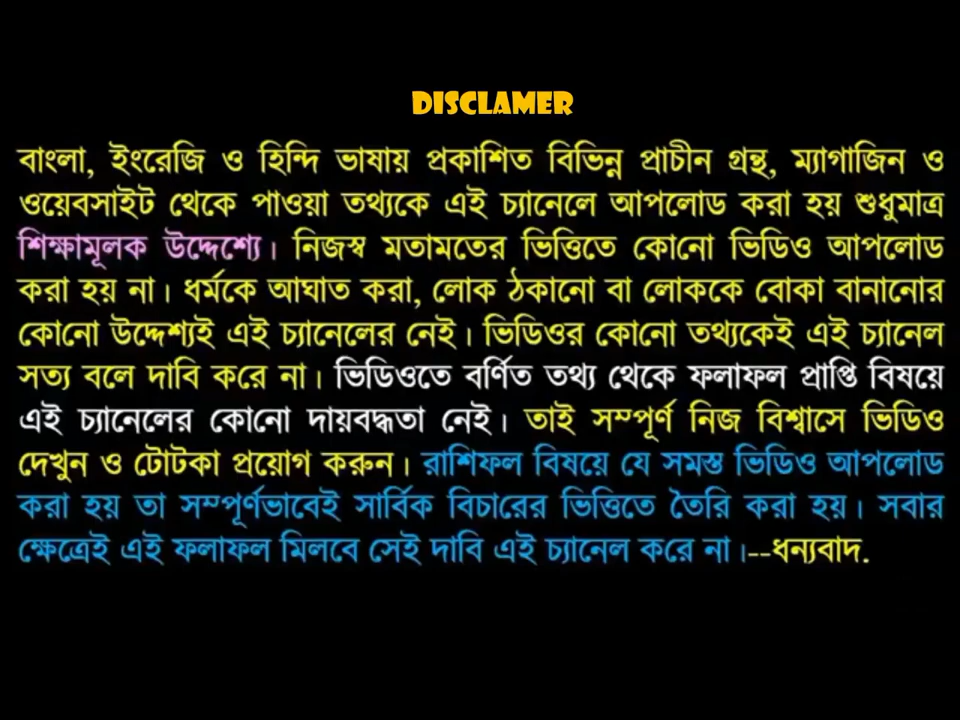 DISCLAMER
বাংলা, ইংরেজি ও হিন্দি ভাষায় প্রকাশিত বিভিন্ন প্রাচীন গ্রন্থ, ম্যাগাজিন ও
ওয়েবসাইট থেকে পাওয়া তথ্যকে এই চ্যানেলে আপলোড করা হয় শুধুমাত্র
শিক্ষামূলক উদ্দেশ্যে। নিজস্ব মতামতের ভিত্তিতে কোনো ভিডিও আপলোড
করা হয় না। ধর্মকে আঘাত করা, লোক ঠকানো বা লোককে বোকা বানানোর
কোনো উদ্দেশ্যই এই চ্যানেলের নেই। ভিডিওর কোনো তথ্যকেই এই চ্যানেল
সত্য বলে দাবি করে না। ভিডিওতে বর্ণিত তথ্য থেকে ফলাফল প্রাপ্তি বিষয়ে
এই চ্যানেলের কোনো দায়বদ্ধতা নেই। তাই সম্পূর্ণ নিজ বিশ্বাসে ভিডিও
দেখুন ও টোটকা প্রয়োগ করুন। রাশিফল বিষয়ে যে সমস্ত ভিডিও আপলোড
করা হয় তা সম্পূর্ণভাবেই সার্বিক বিচারের ভিত্তিতে তৈরি করা হয়। সবার
ক্ষেত্রেই এই ফলাফল মিলবে সেই দাবি এই চ্যানেল করে না।--ধন্যবাদ.